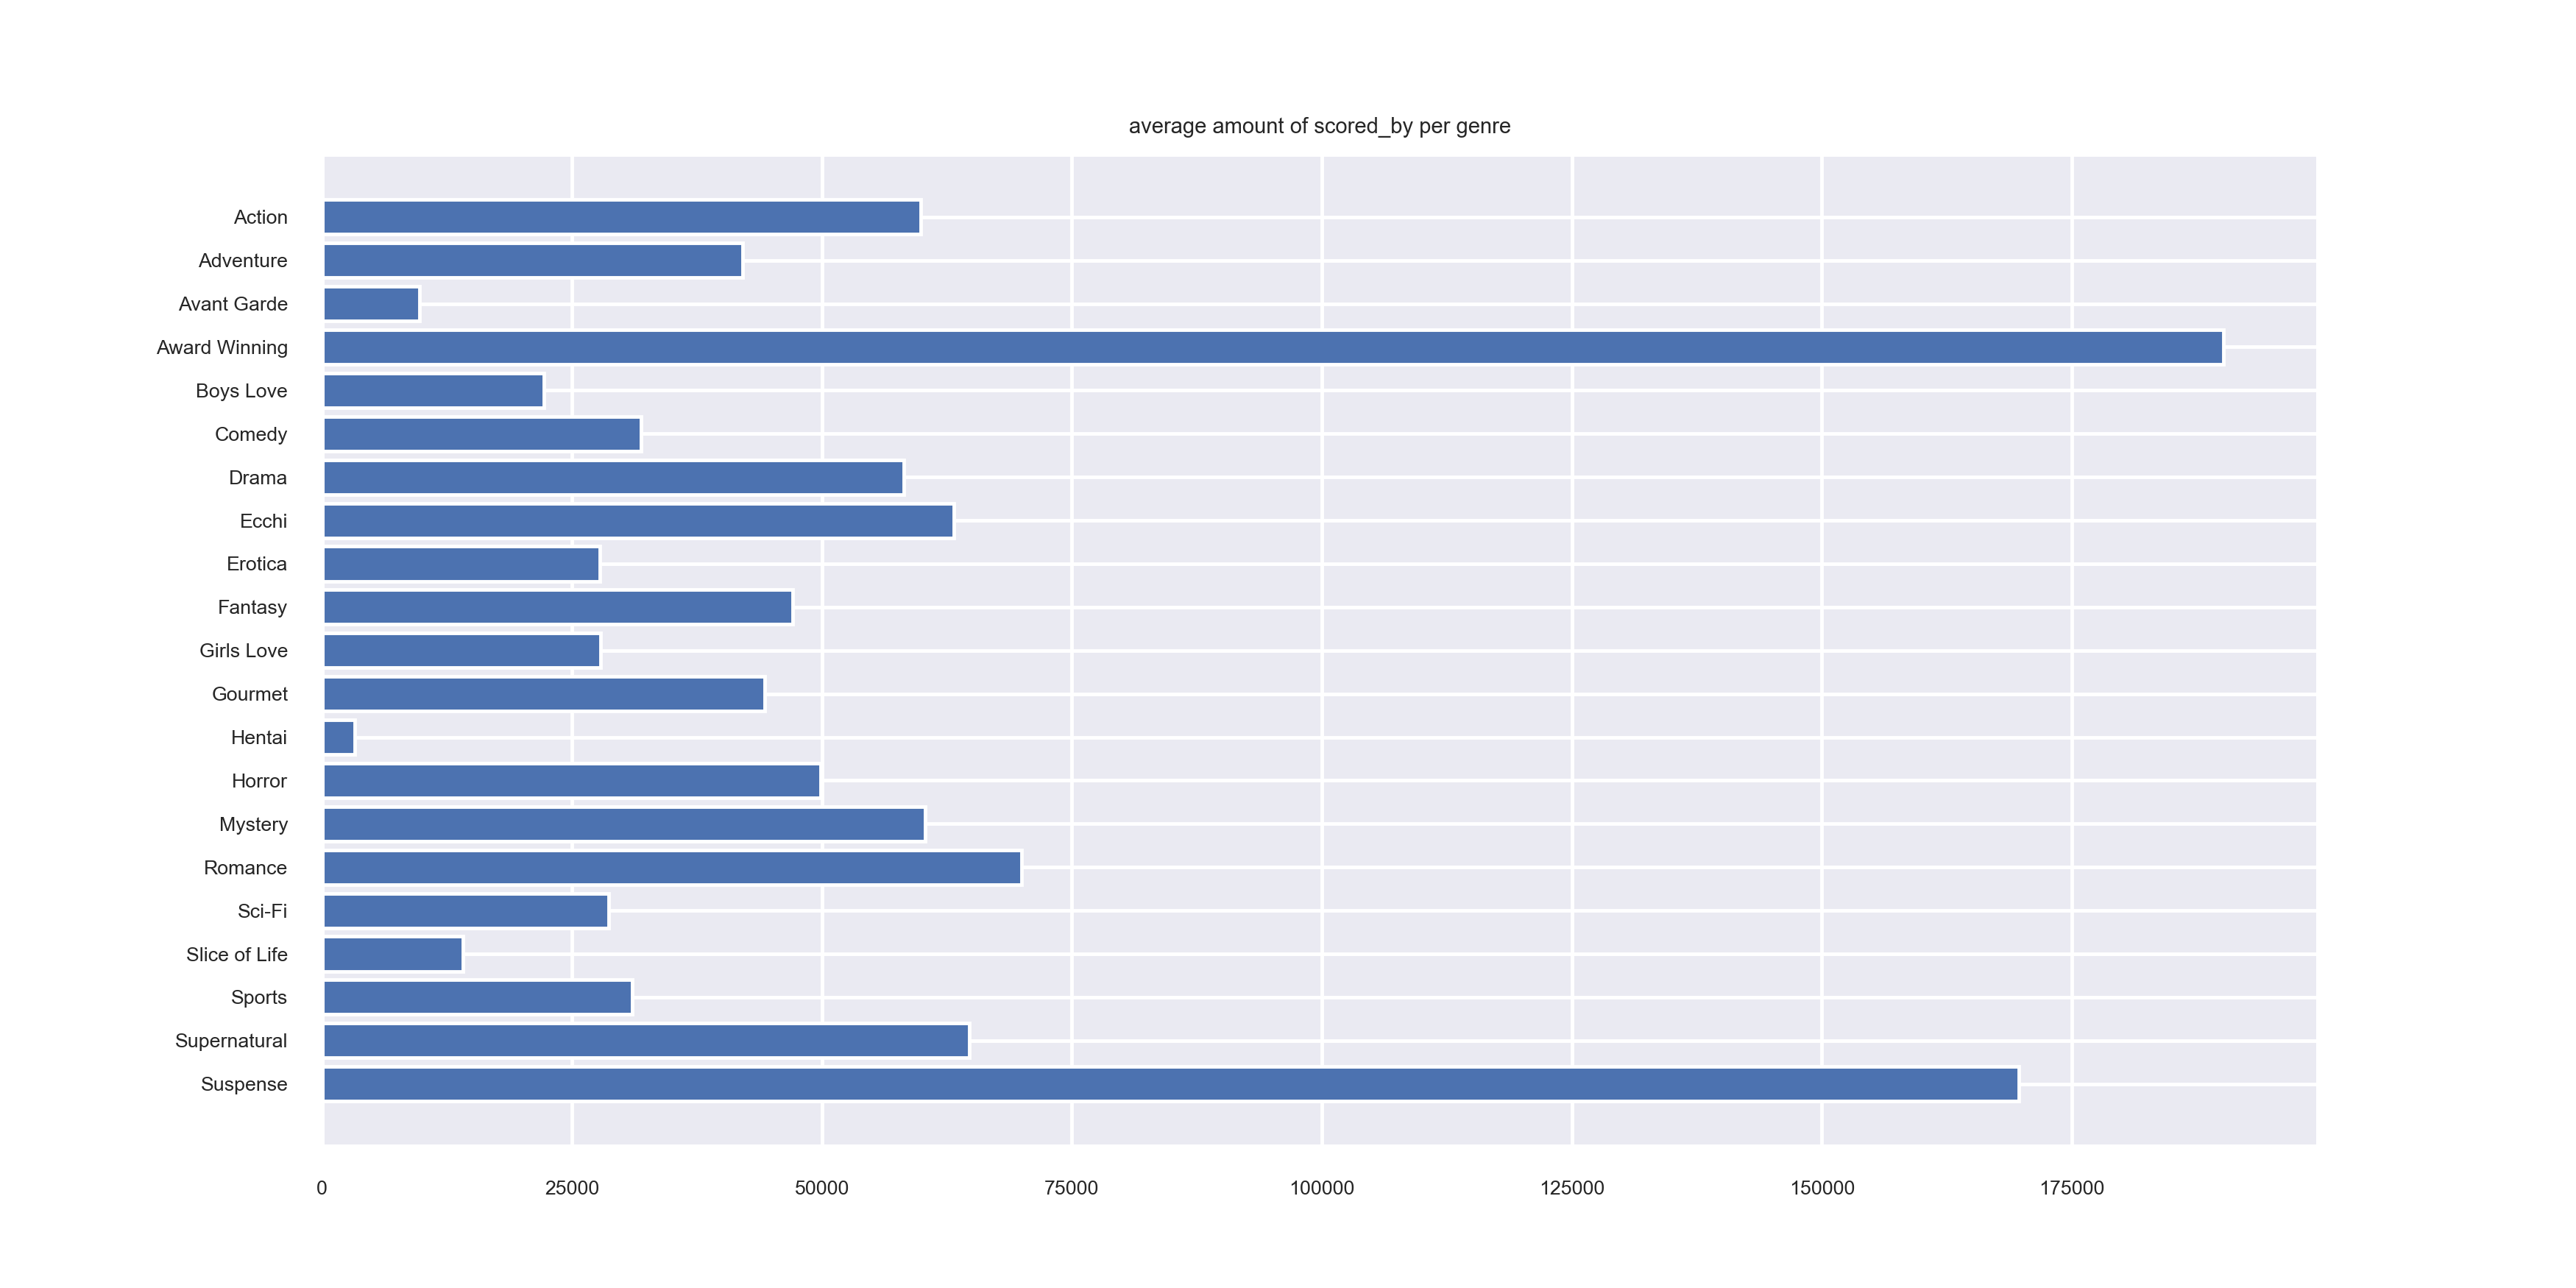 average amount of scored_by per genre
Action
Adventure
Avant Garde
Award Winning
Boys Love
Comedy
Drama
Ecchi
Erotica
Fantasy
Girls Love
Gourmet
Hentai
Horror
Mystery
Romance
Sci-Fi
Slice of Life
Sports
Supernatural
Suspense
0 25000 50000 75000 100000 125000 150000 175000